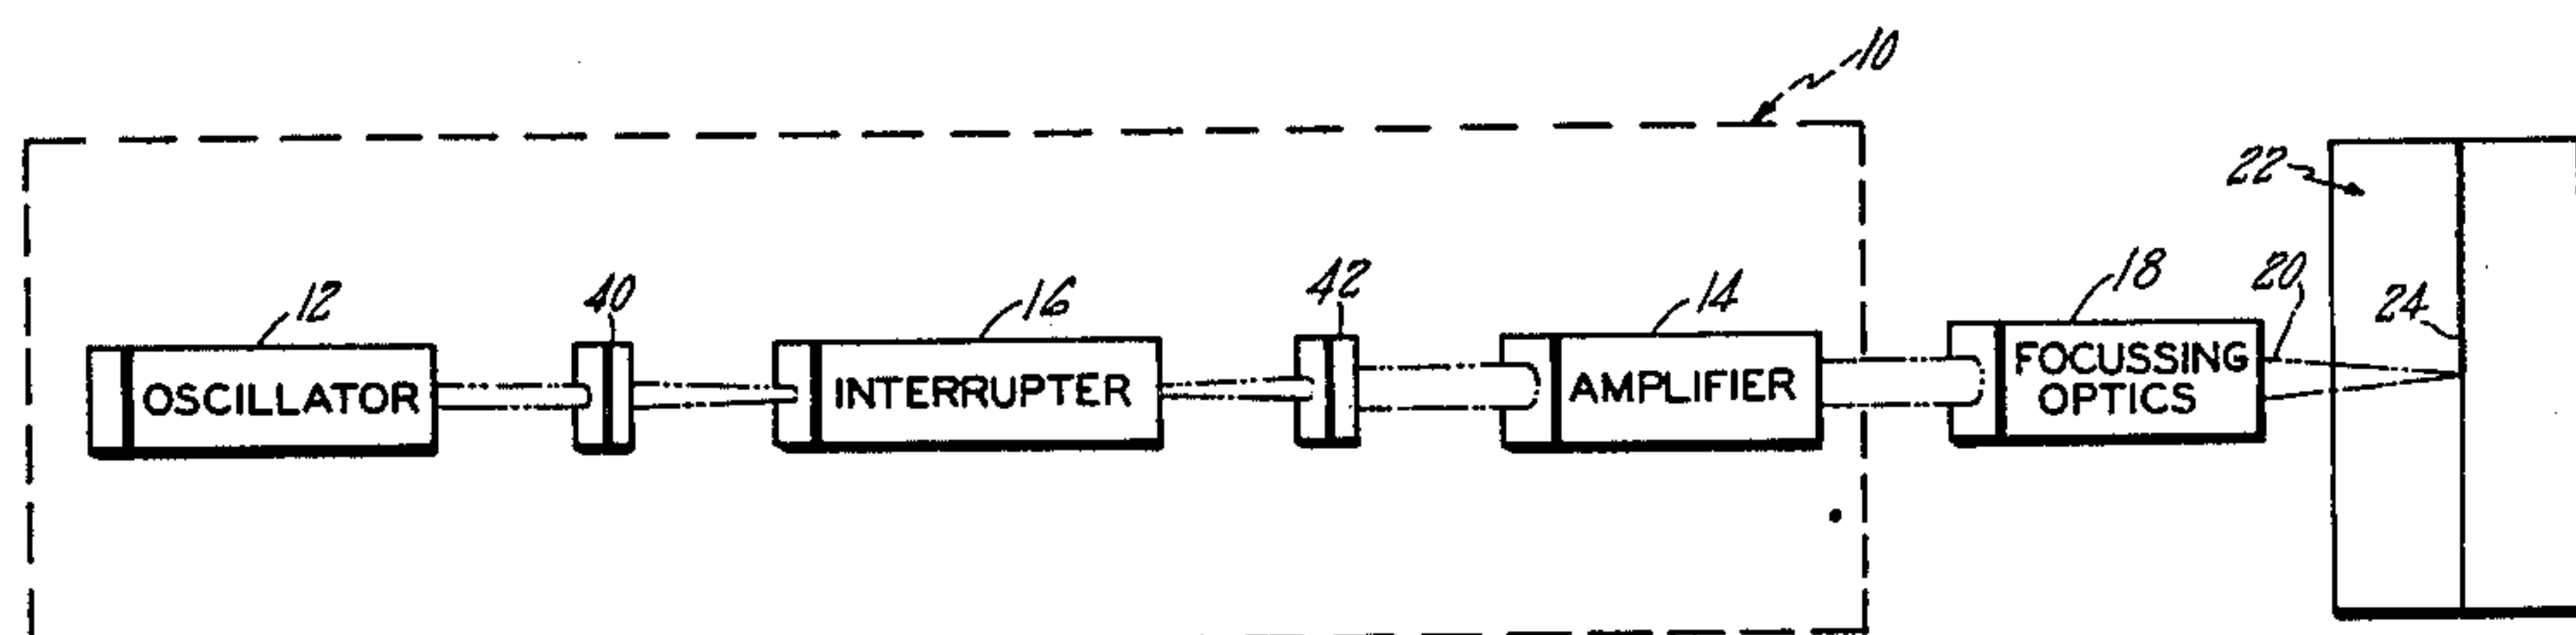 10
22
12
40
16
42
14
18
20
24
OSCILLATOR
INTERRUPTER
AMPLIFIER
FOCUSSING
OPTICS